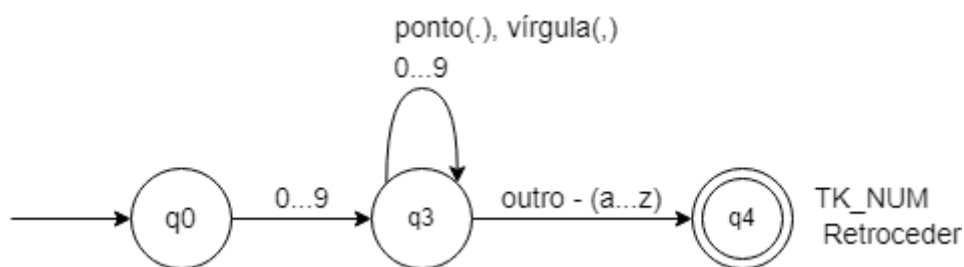 ponto(.), vírgula(,)
0...9
q0
0...9
q3
outro - (a...z)
q4
TK_NUM
Retroceder